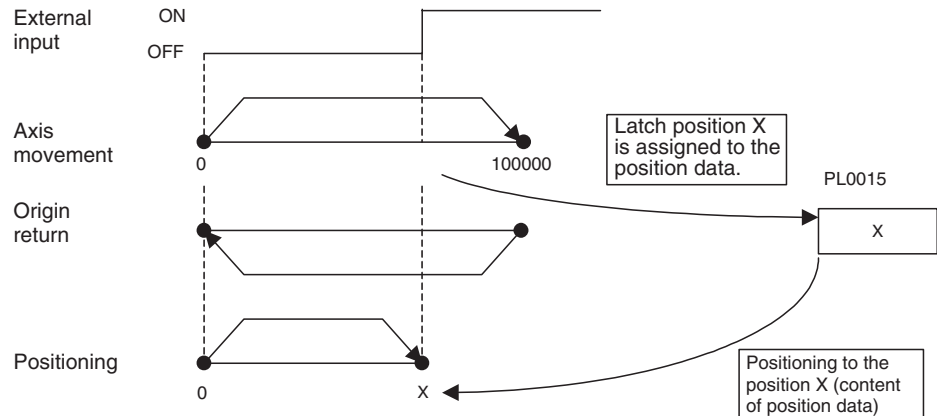 External
input
ON
OFF
Axis
movement
0
100000
Latch position X
is assigned to the
position data.
PL0015
X
Origin
return
Positioning
0
X
Positioning to the
position X (content
of position data)